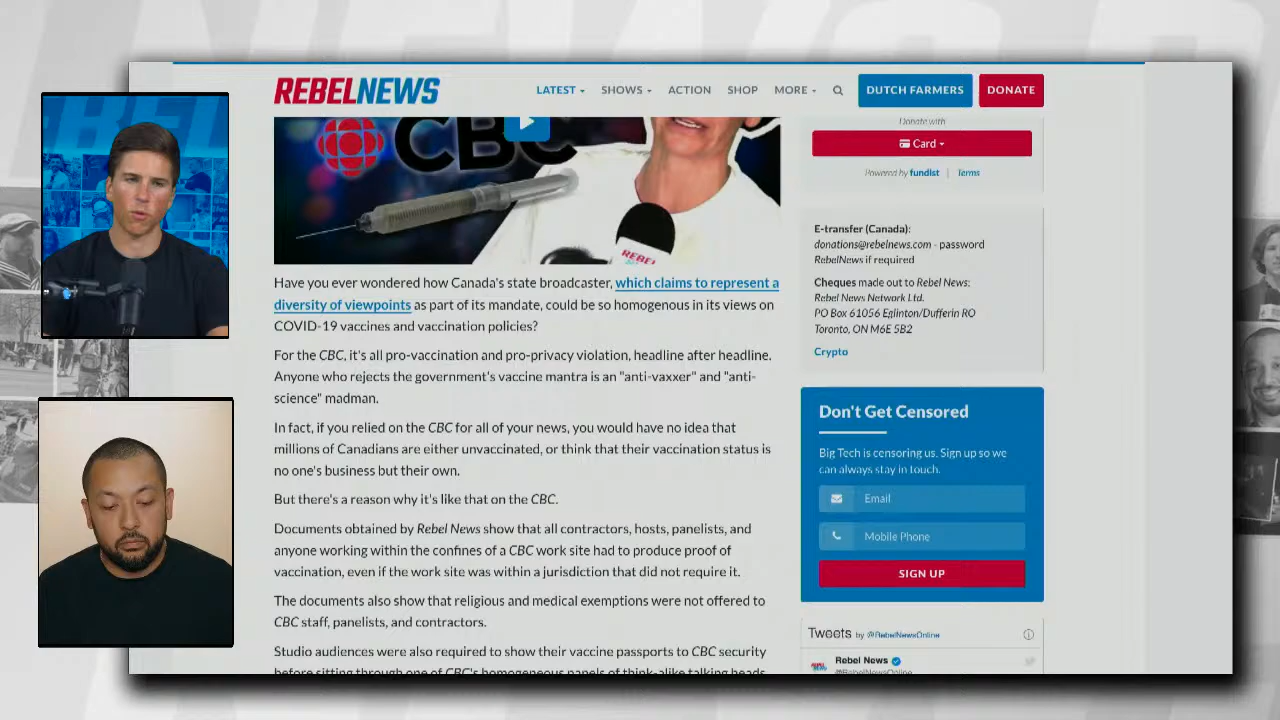 REBELNEWS
LATEST
SHOWS
ACTION
SHOP
MORE
DUTCH FARMERS
DONATE
CBC
REBEL
Have you ever wondered how Canada's state broadcaster, which claims to represent a
diversity of viewpoints as part of its mandate, could be so homogenous in its views on
COVID-19 vaccines and vaccination policies?
For the CBC, it's all pro-vaccination and pro-privacy violation, headline after headline.
Anyone who rejects the government's vaccine mantra is an "anti-vaxxer" and "anti-
science" madman.
In fact, if you relied on the CBC for all of your news, you would have no idea that
millions of Canadians are either unvaccinated, or think that their vaccination status is
no one's business but their own.
But there's a reason why it's like that on the CBC.
Documents obtained by Rebel News show that all contractors, hosts, panelists, and
anyone working within the confines of a CBC work site had to produce proof of
vaccination, even if the work site was within a jurisdiction that did not require it.
The documents also show that religious and medical exemptions were not offered to
CBC staff, panelists, and contractors.
Studio audiences were also required to show their vaccine passports to CBC security
before sitting through one of CBC's homogeneous panels of think-alike talking heads
Donate with
Card
Powered by fundist | Terms
E-transfer (Canada):
donations@rebelnews.com - password
RebelNews if required
Cheques made out to Rebel News:
Rebel News Network Ltd.
PO Box 61056 Eglinton/Dufferin RO
Toronto, ON M6E 5B2
Crypto
Don't Get Censored
Big Tech is censoring us. Sign up so we
can always stay in touch.
Email
Mobile Phone
SIGN UP
Tweets by @RebelNewsOnline
Rebel News
@RebelNewsOnline